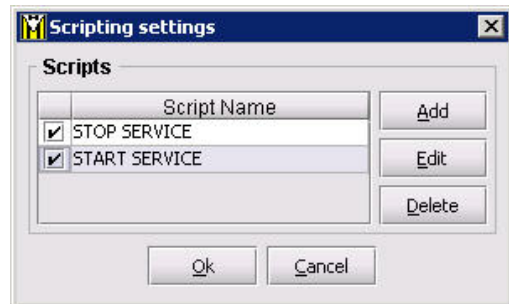 Scripting settings
Scripts
Script Name
Add
STOP SERVICE
START SERVICE
Edit
Delete
Ok
Cancel